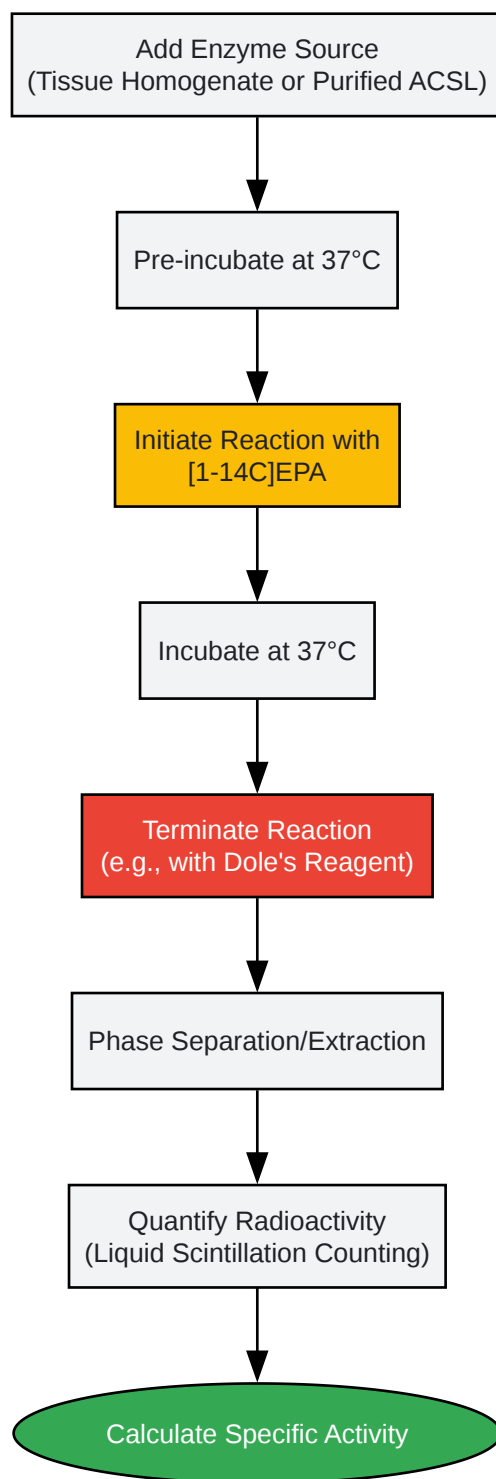 Add Enzyme Source
(Tissue Homogenate or Purified ACSL)
Pre-incubate at 37°C
Initiate Reaction with
[1-14C]EPA
Incubate at 37°C
Terminate Reaction
(e.g., with Dole's Reagent)
Phase Separation/Extraction
Quantify Radioactivity
(Liquid Scintillation Counting)
Calculate Specific Activity